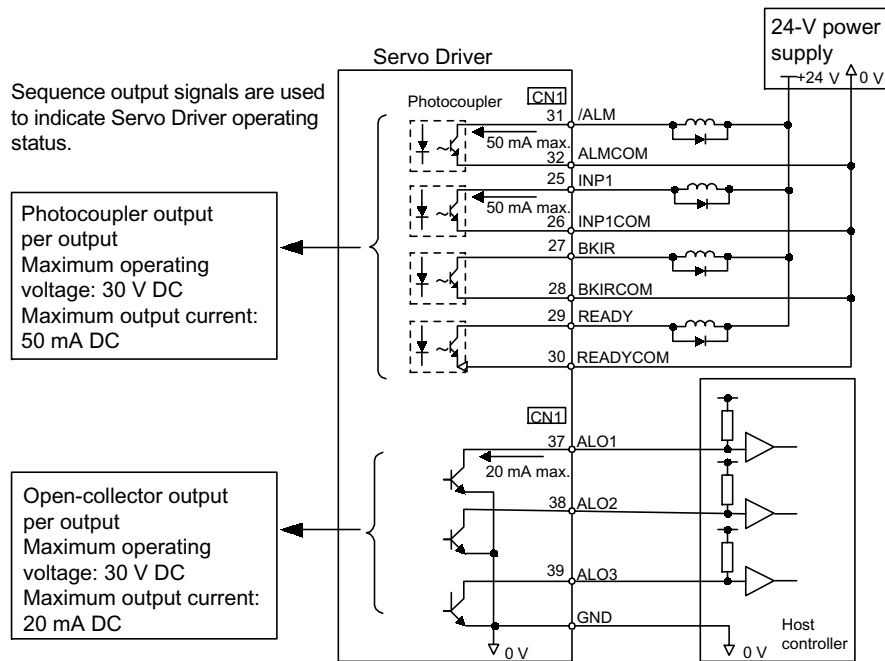 Sequence output signals are used
to indicate Servo Driver operating
status.
Photocoupler output
per output
Maximum operating
voltage: 30 V DC
Maximum output current:
50 mA DC
Open-collector output
per output
Maximum operating
voltage: 30 V DC
Maximum output current:
20 mA DC
Servo Driver
Photocoupler
CN1
31 /ALM
50 mA max.
32 ALMCOM
25 INP1
50 mA max.
26 INP1COM
27 BKIR
28 BKIRCOM
29 READY
30 READYCOM
CN1
37 ALO1
20 mA max.
38 ALO2
39 ALO3
GND
0 V
24-V power
supply
+24 V 0 V
Host
controller
0 V